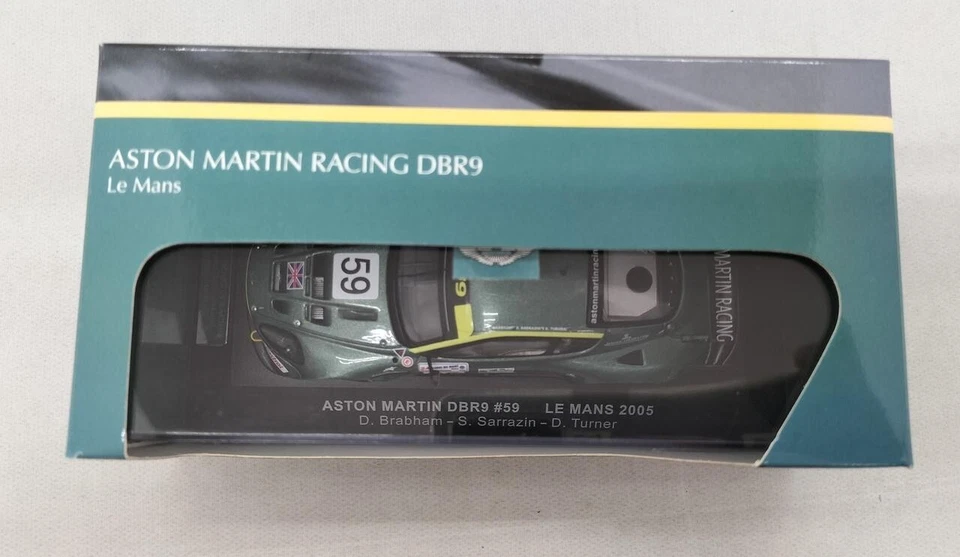 ASTON MARTIN RACING DBR9
Le Mans
59
astonmartinracin
MARTIN RACING
ASTON MARTIN DBR9 #59 LE MANS 2005
D. Brabham – S. Sarrazin – D. Turner